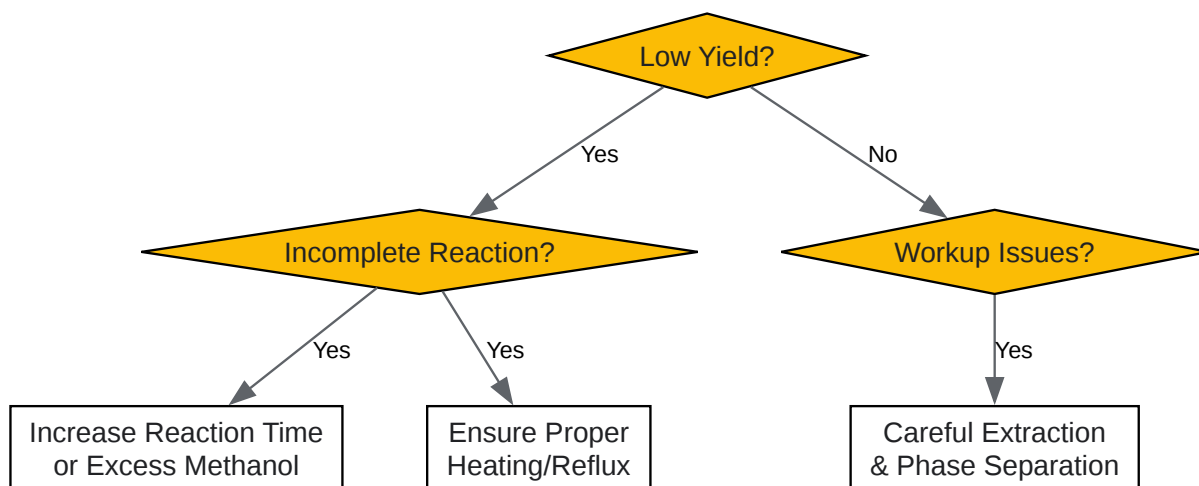 Low Yield?
Yes
No
Incomplete Reaction?
Workup Issues?
Yes
Yes
Yes
Increase Reaction Time
or Excess Methanol
Ensure Proper
Heating/Reflux
Careful Extraction
& Phase Separation